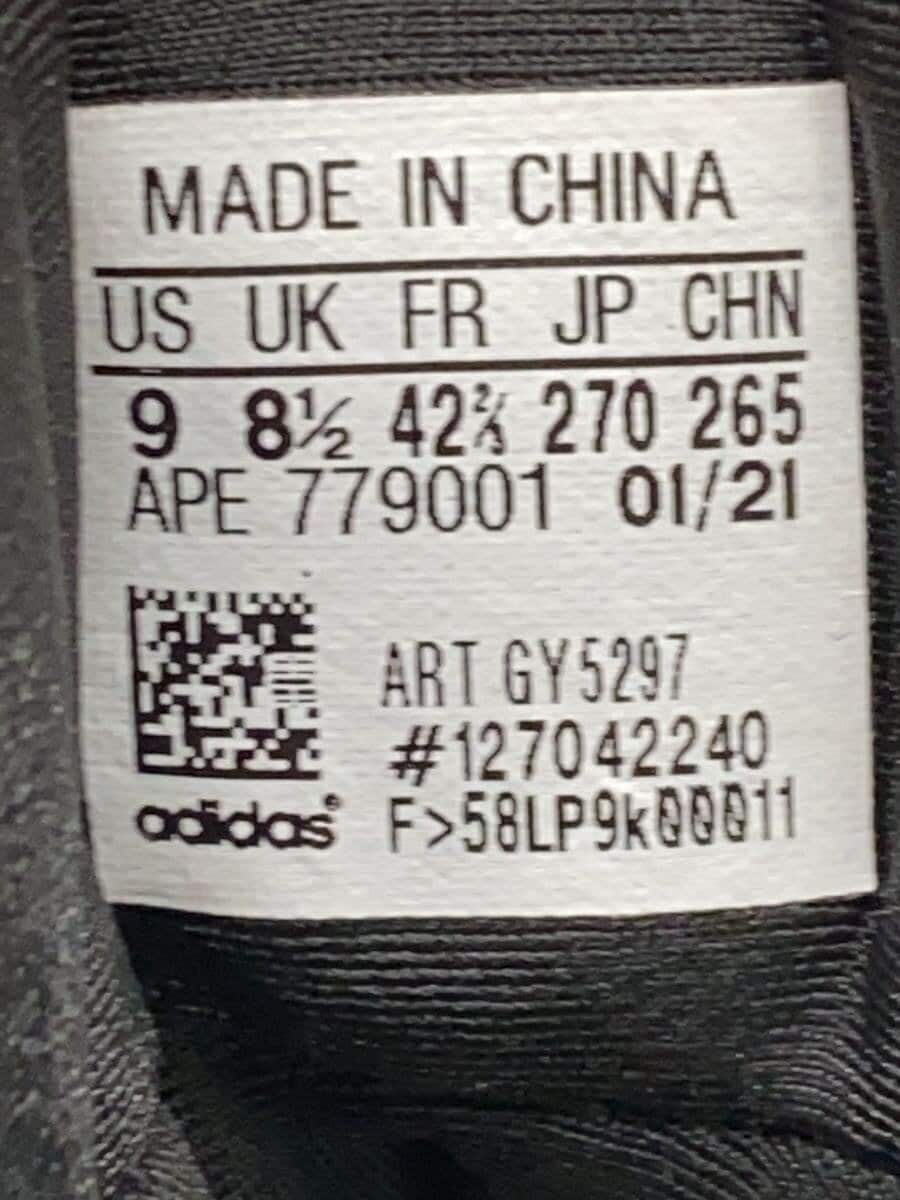 MADE IN CHINA
US UK FR JP CHN
9 8½ 42⅔ 270 265
APE 779001 01/21
ART GY5297
#127042240
adidas® F>58LP9k00011